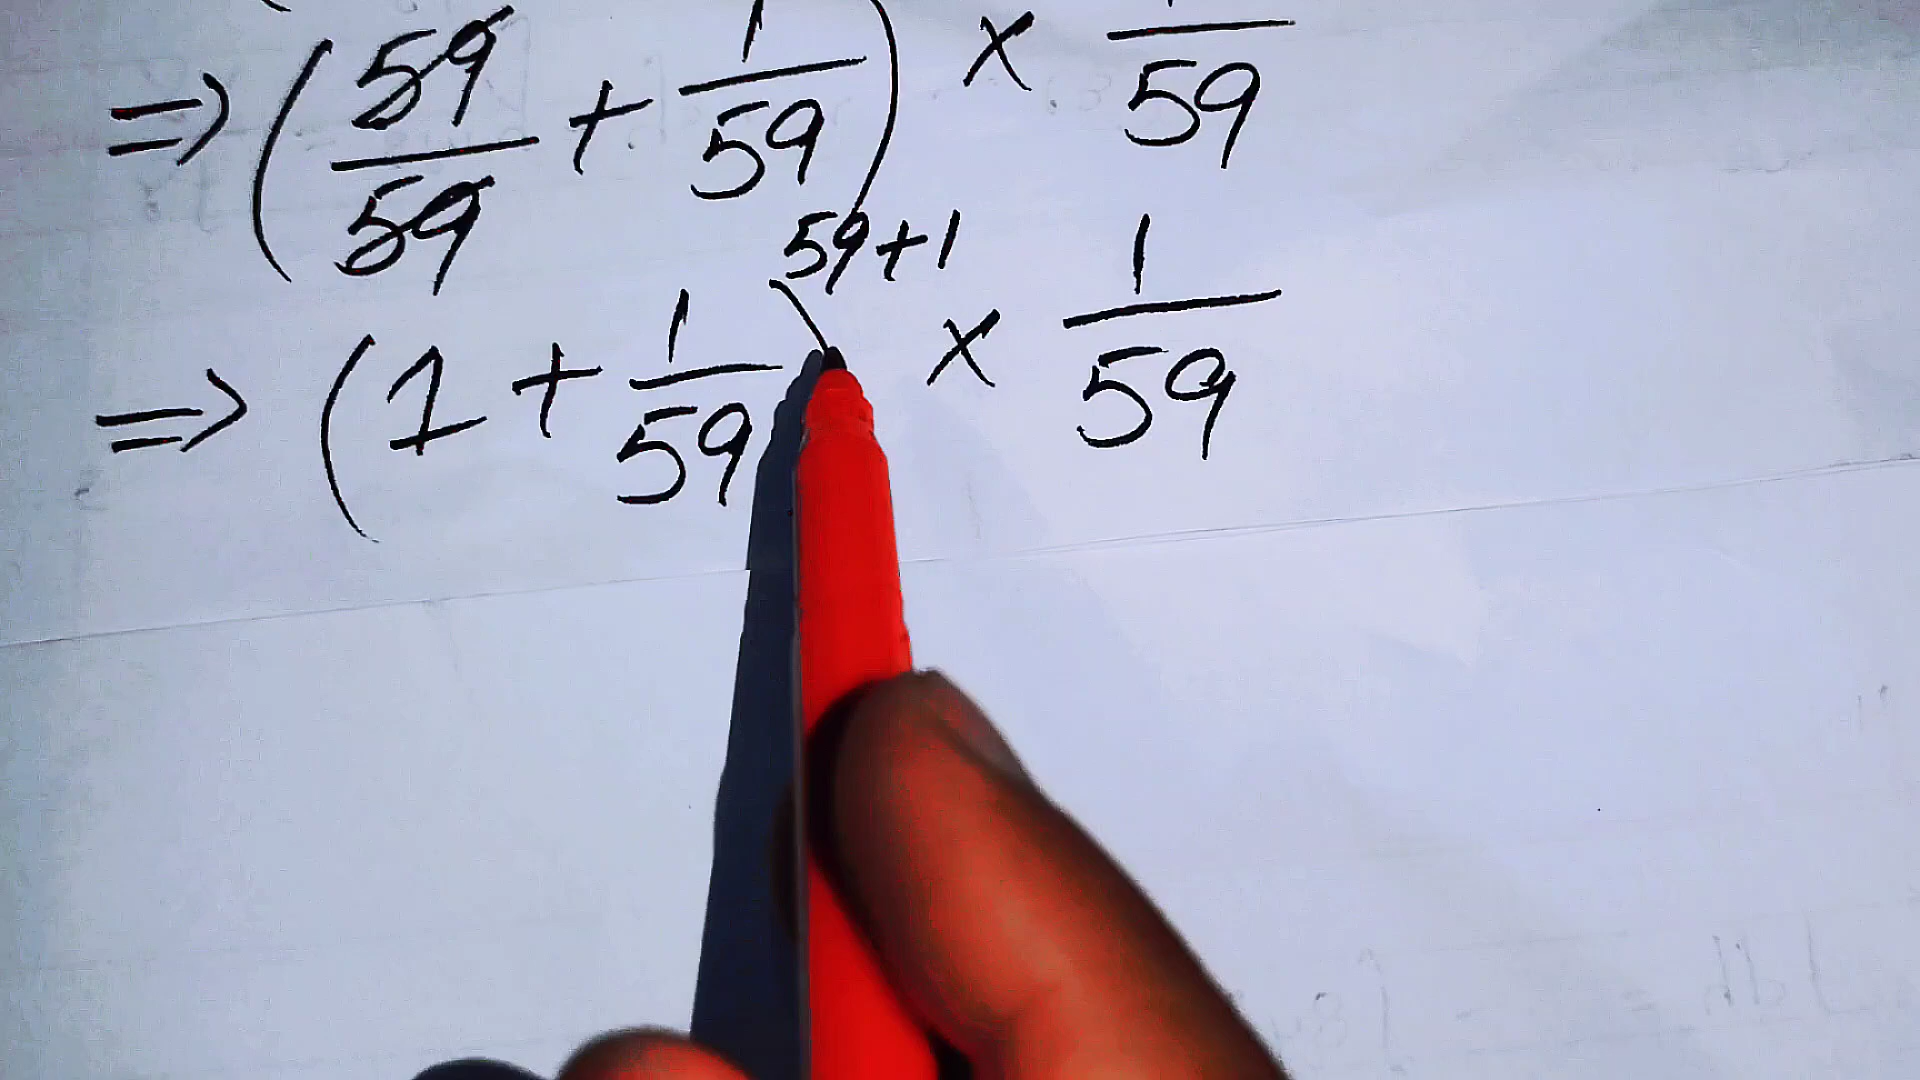 ⇒ (59/59 + 1/59)^59+1 × 1/59
⇒ (1 + 1/59) × 1/59